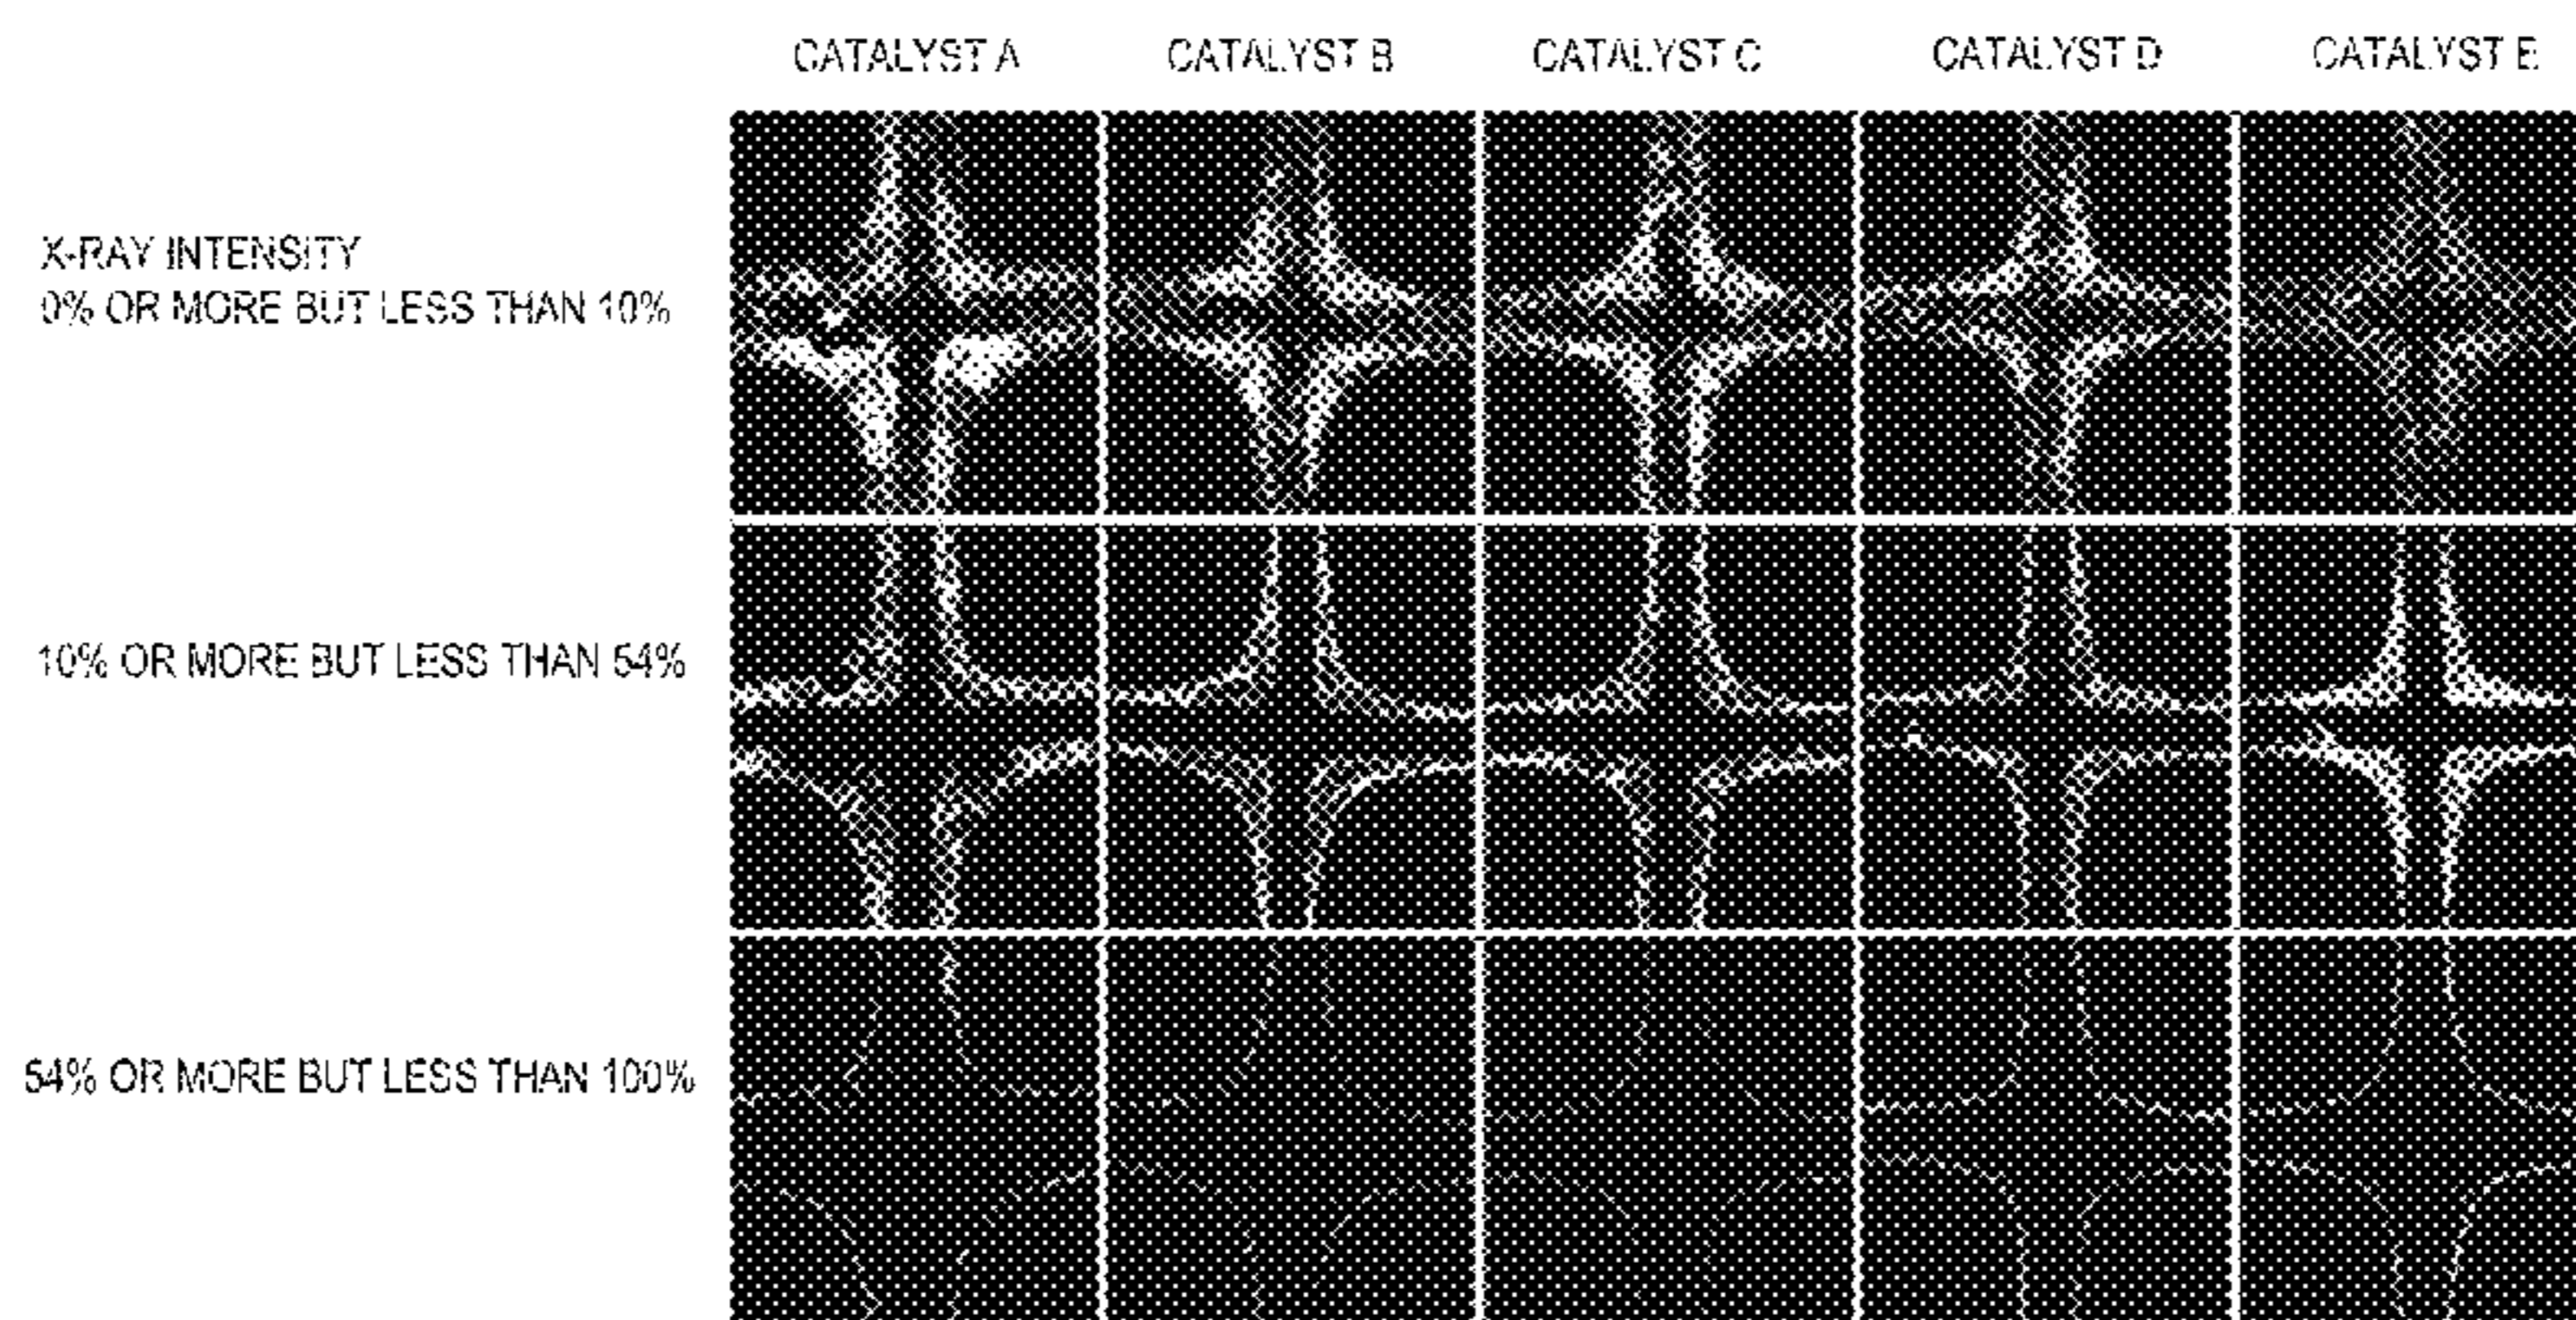 CATALYST A CATALYST B CATALYST C CATALYST D CATALYST E
X-RAY INTENSITY
0% OR MORE BUT LESS THAN 10%
10% OR MORE BUT LESS THAN 54%
54% OR MORE BUT LESS THAN 100%